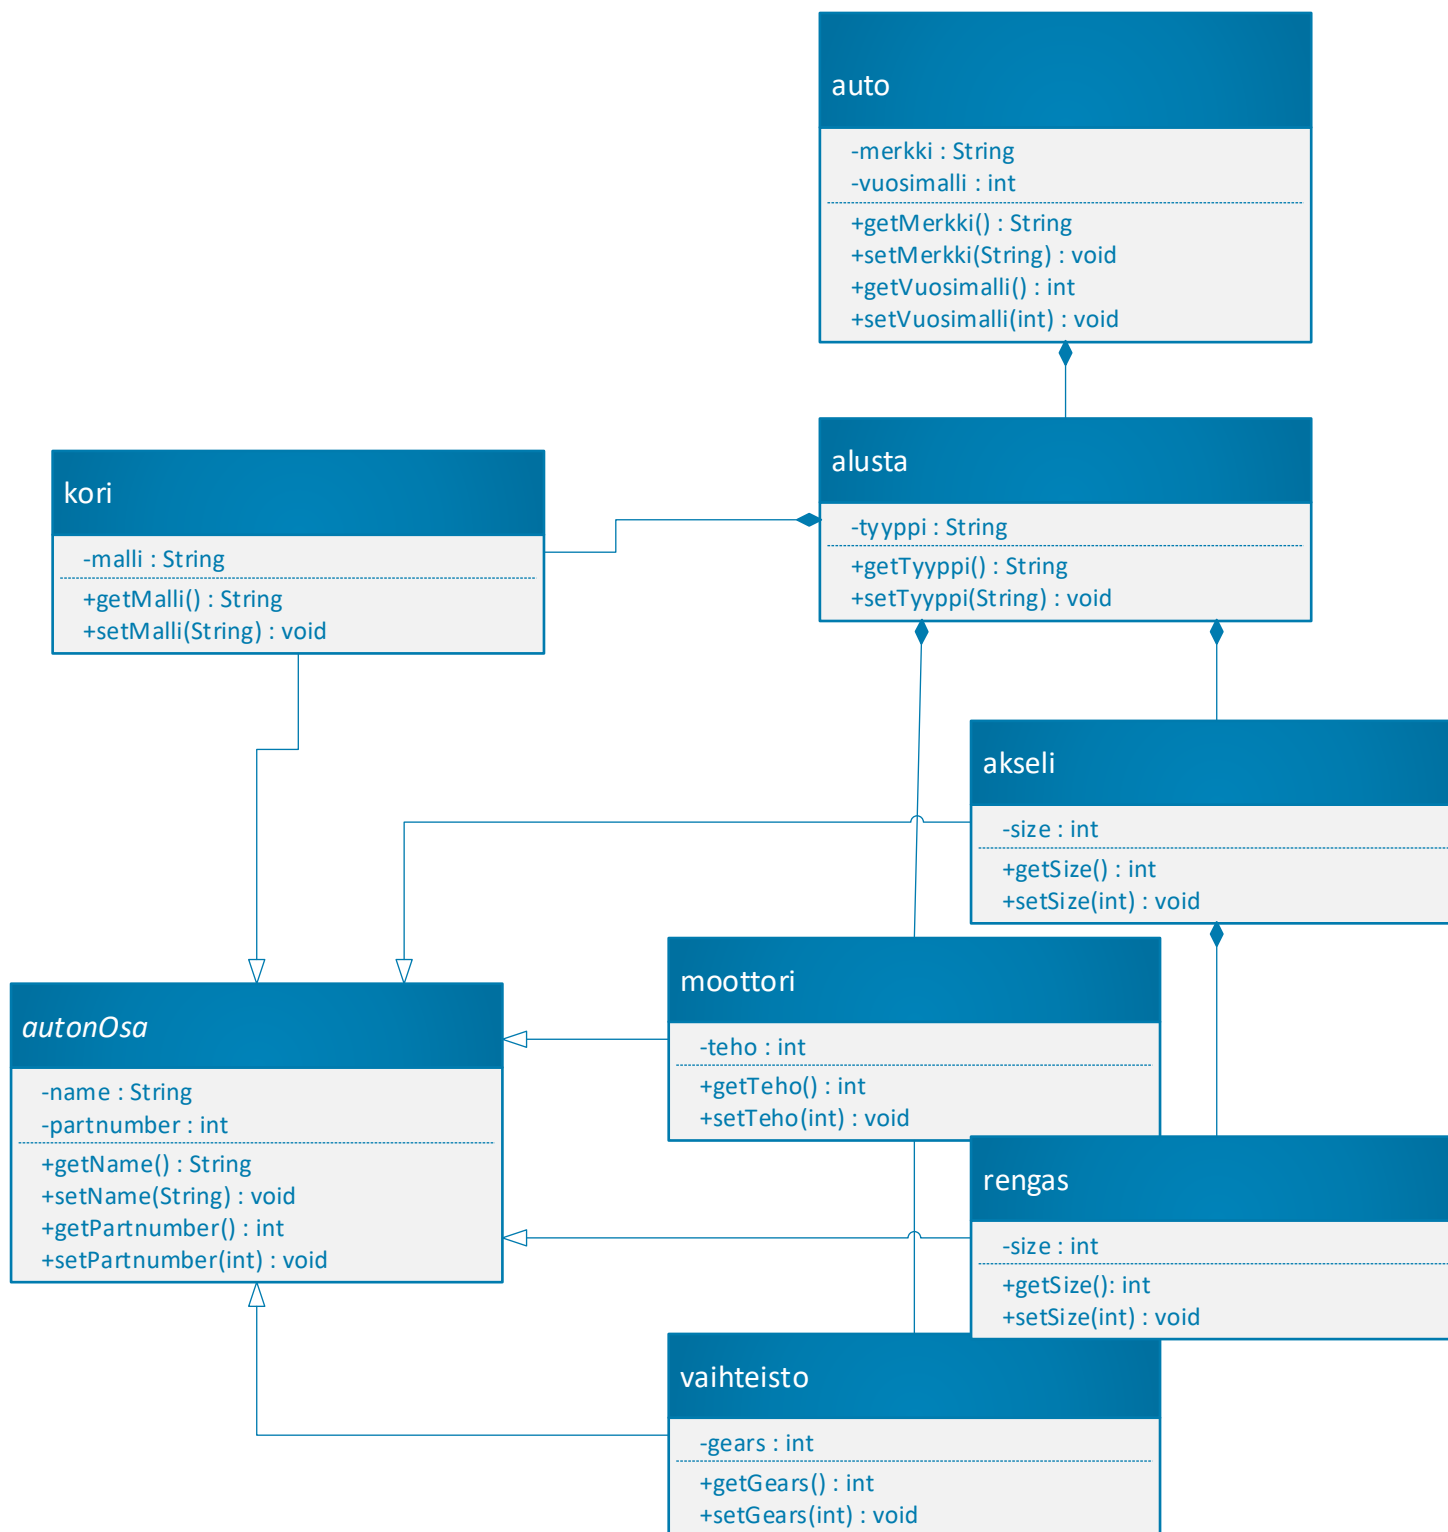 auto
-merkki : String
-vuosimalli : int
+getMerkki() : String
+setMerkki(String) : void
+getVuosimalli() : int
+setVuosimalli(int) : void
alusta
-tyyppi : String
+getTyyppi() : String
+setTyyppi(String) : void
kori
-malli : String
+getMalli() : String
+setMalli(String) : void
akseli
-size : int
+getSize() : int
+setSize(int) : void
moottori
-teho : int
+getTeho() : int
+setTeho(int) : void
autonOsa
-name : String
-partnumber : int
+getName() : String
+setName(String) : void
+getPartnumber() : int
+setPartnumber(int) : void
rengas
-size : int
+getSize(): int
+setSize(int) : void
vaihteisto
-gears : int
+getGears() : int
+setGears(int) : void